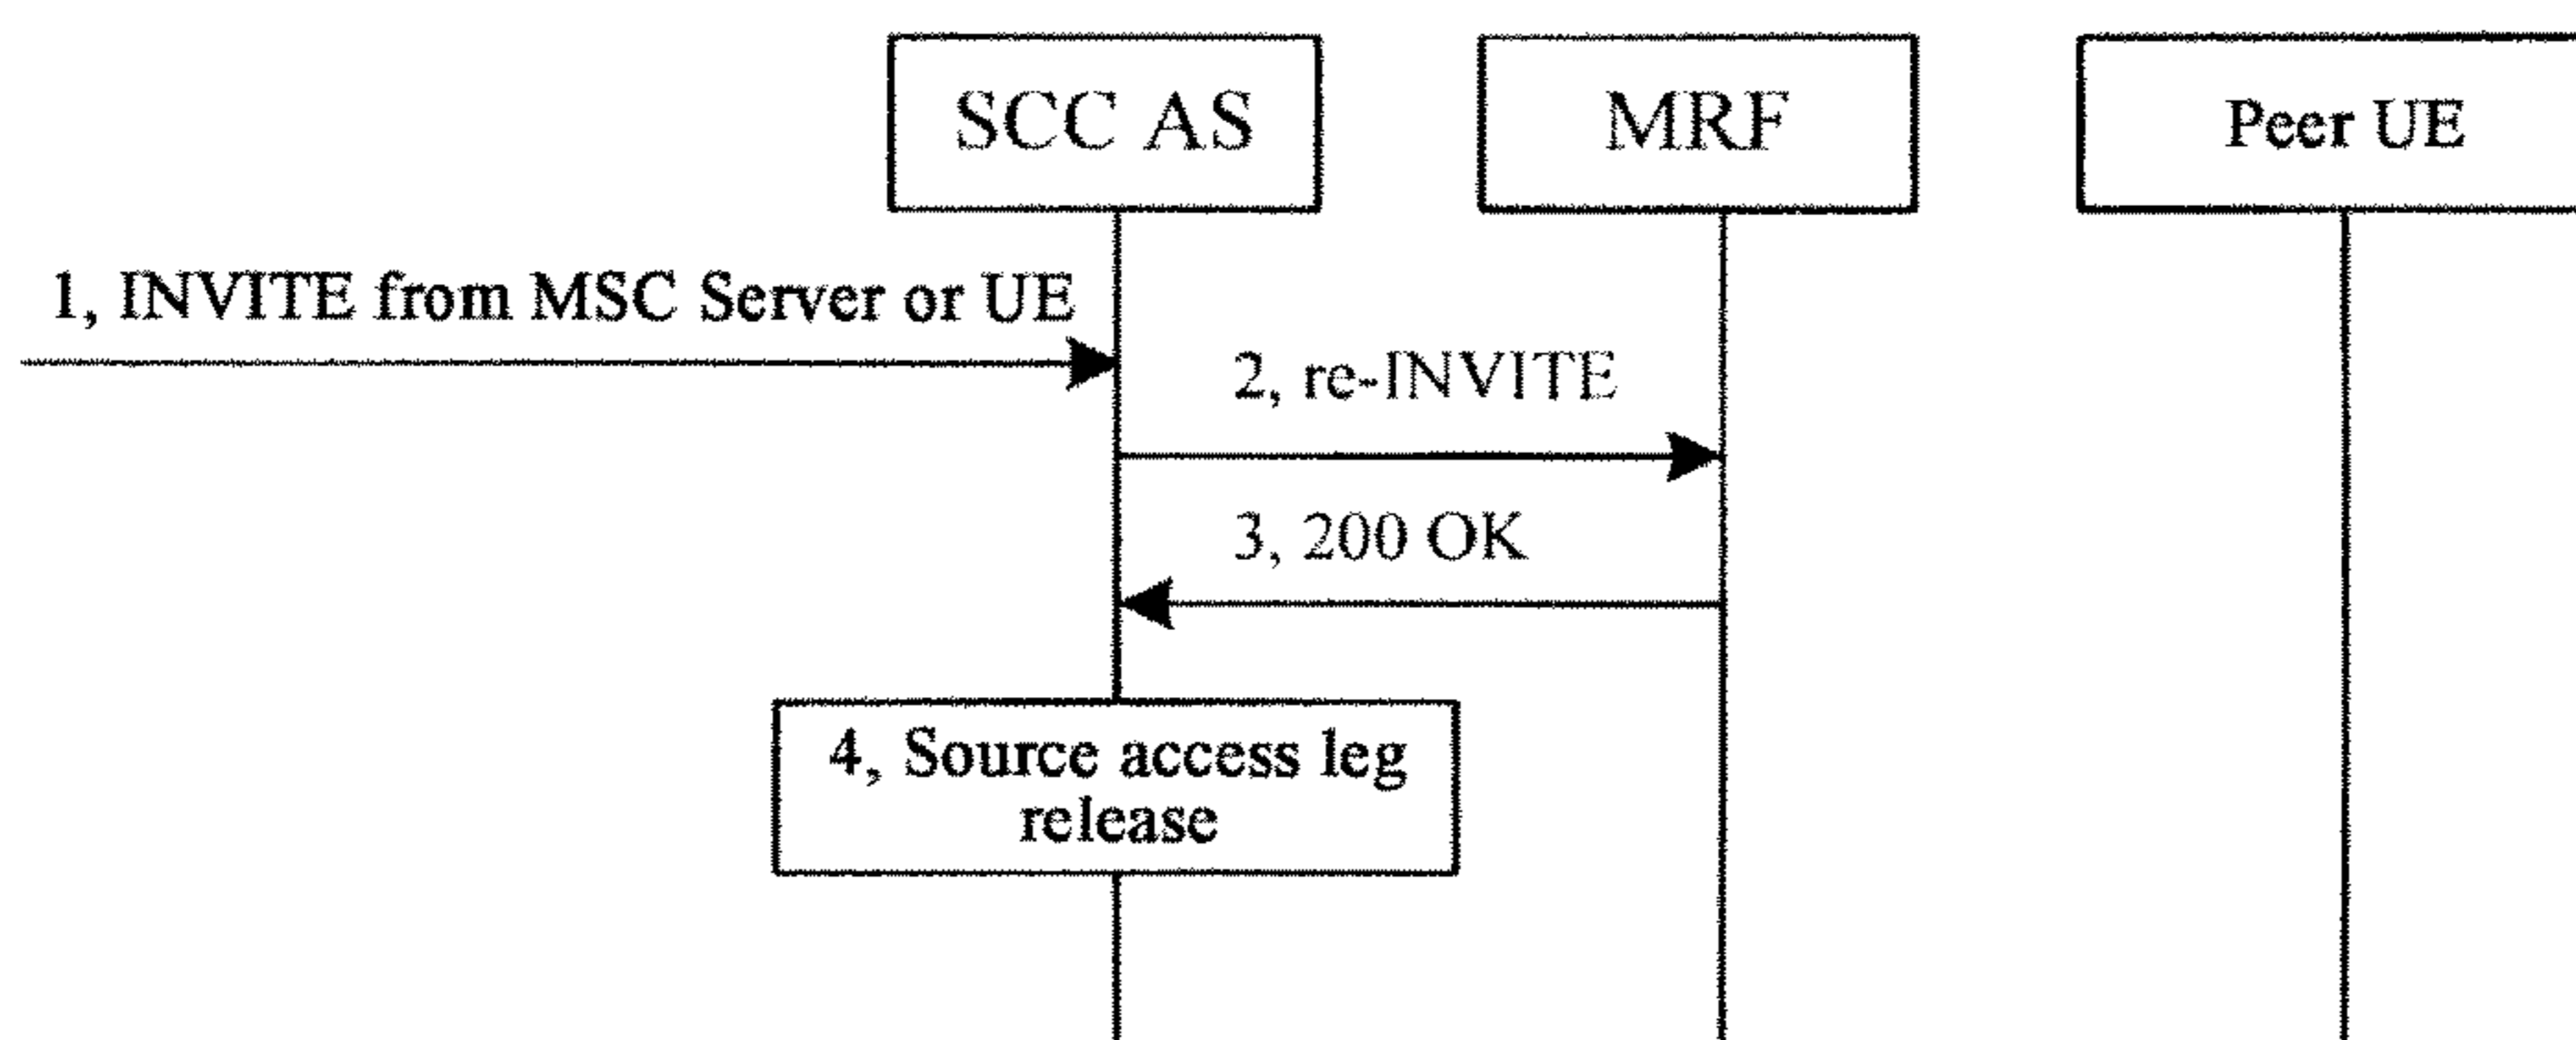 SCC AS
MRF
Peer UE
1, INVITE from MSC Server or UE
2, re-INVITE
3, 200 OK
4, Source access leg
release